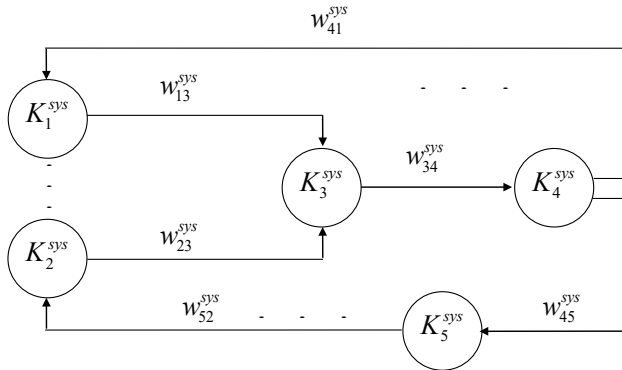 w_{41}^{sys}
w_{13}^{sys}
- - -
K_1^{sys}
w_{34}^{sys}
K_3^{sys}
K_4^{sys}
w_{23}^{sys}
K_2^{sys}
w_{52}^{sys}
- - -
w_{45}^{sys}
K_5^{sys}